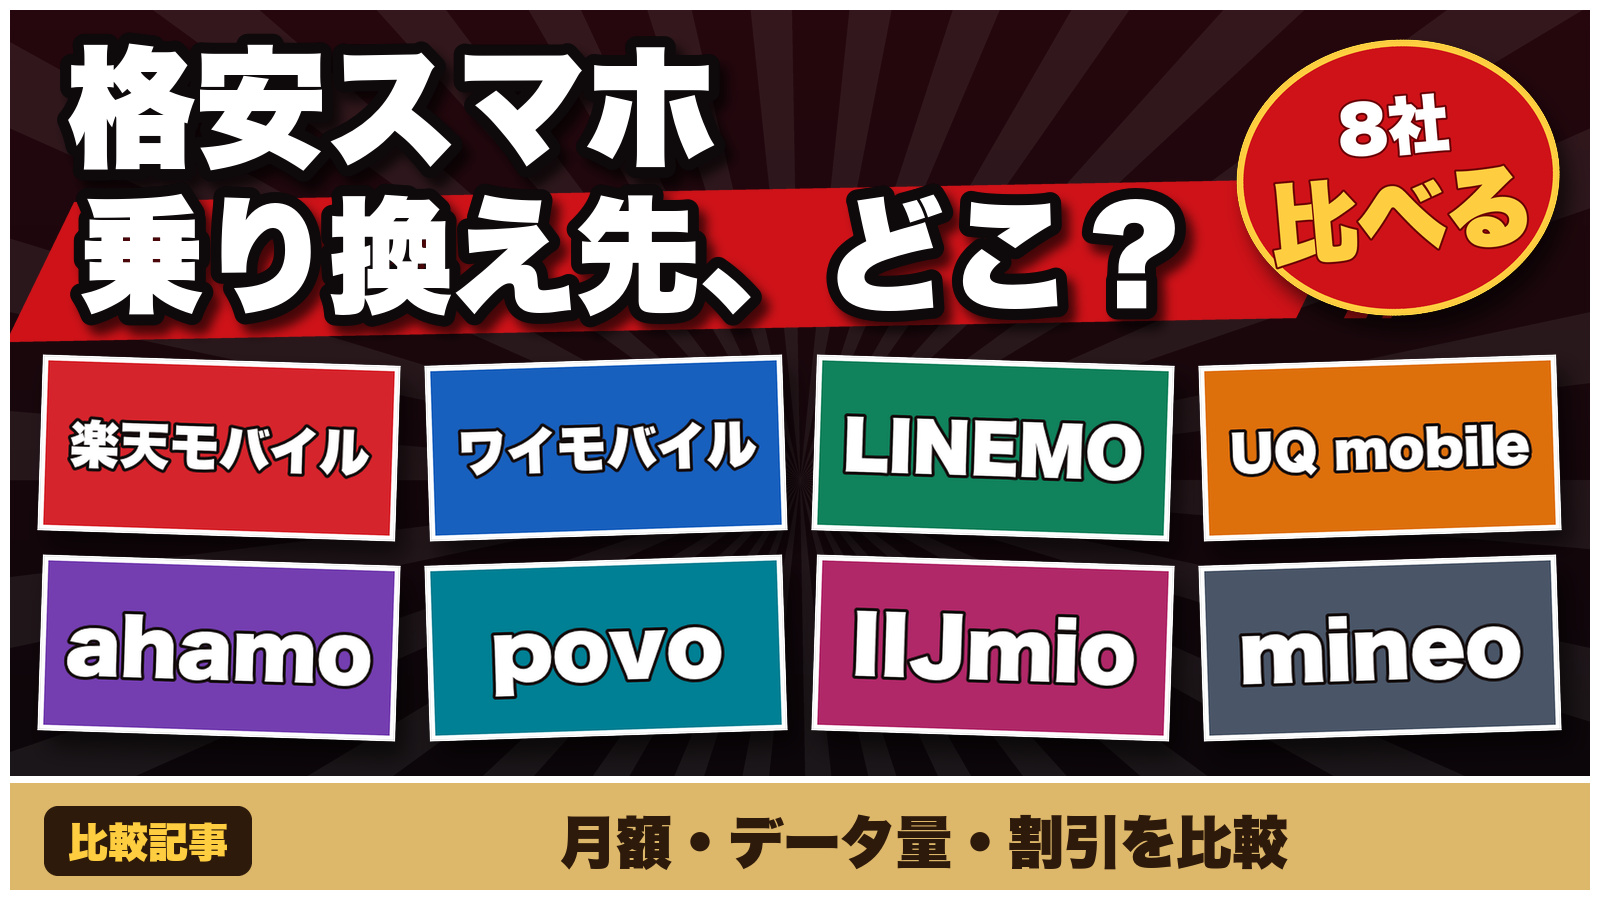 格安スマホ
乗り換え先、どこ？
8社
比べる
楽天モバイル
ワイモバイル
LINEMO
UQ mobile
ahamo
povo
IIJmio
mineo
比較記事
月額・データ量・割引を比較